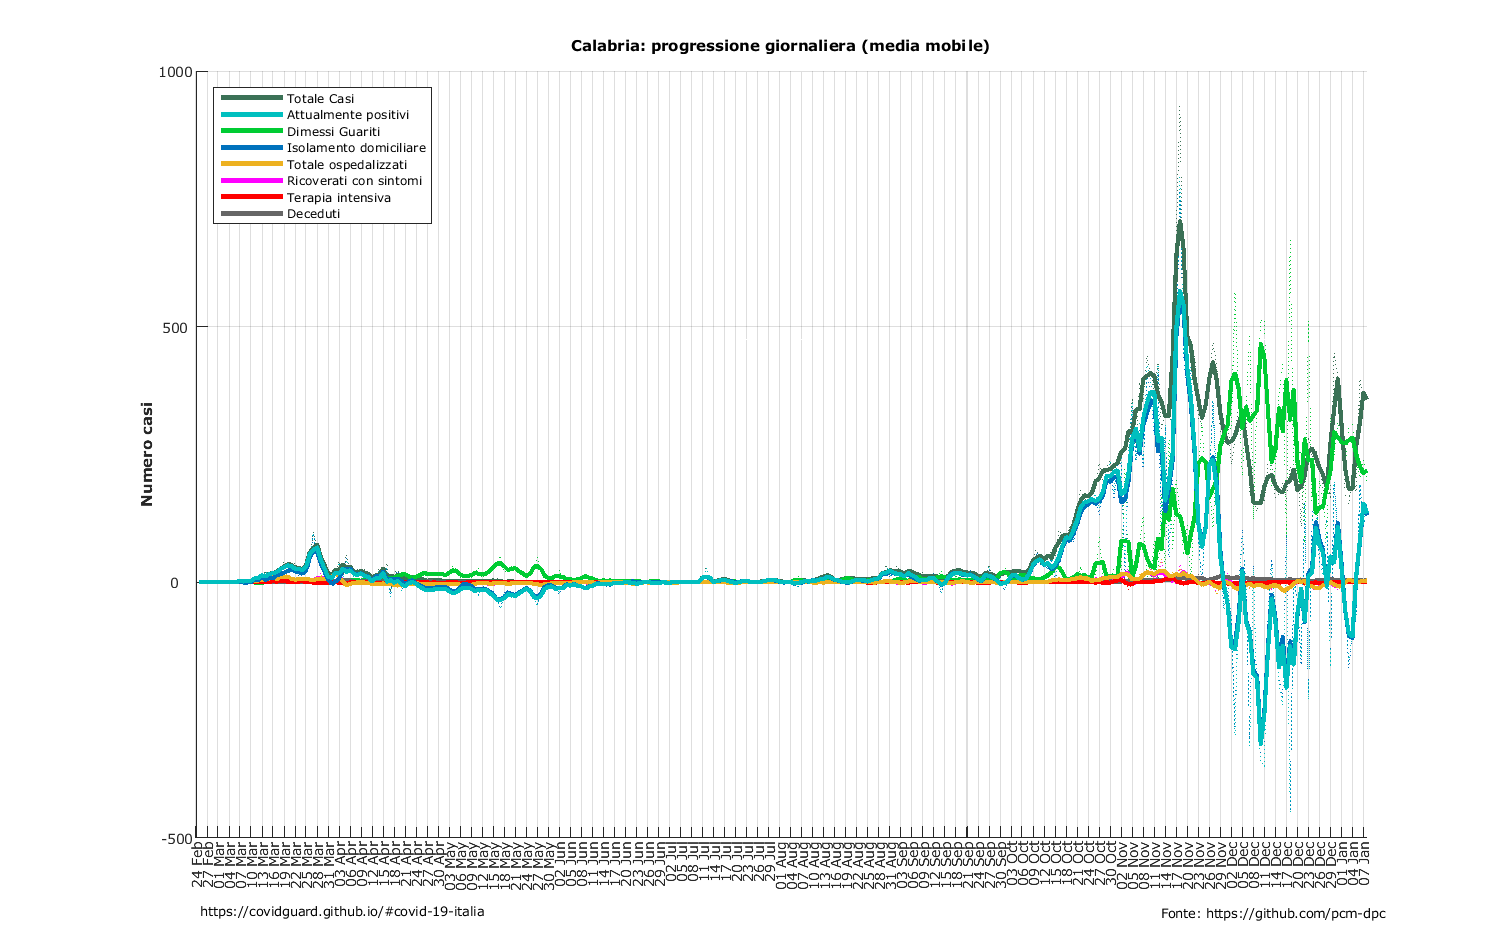 Calabria: progressione giornaliera (media mobile)
1000
500
0
-500
Numero casi
Totale Casi
Attualmente positivi
Dimessi Guariti
Isolamento domiciliare
Totale ospedalizzati
Ricoverati con sintomi
Terapia intensiva
Deceduti
24 Feb
27 Feb
01 Mar
04 Mar
07 Mar
10 Mar
13 Mar
16 Mar
19 Mar
22 Mar
25 Mar
28 Mar
31 Mar
03 Apr
06 Apr
09 Apr
12 Apr
15 Apr
18 Apr
21 Apr
24 Apr
27 Apr
30 Apr
03 May
06 May
09 May
12 May
15 May
18 May
21 May
24 May
27 May
30 May
02 Jun
05 Jun
08 Jun
11 Jun
14 Jun
17 Jun
20 Jun
23 Jun
26 Jun
29 Jun
02 Jul
05 Jul
08 Jul
11 Jul
14 Jul
17 Jul
20 Jul
23 Jul
26 Jul
29 Jul
01 Aug
04 Aug
07 Aug
10 Aug
13 Aug
16 Aug
19 Aug
22 Aug
25 Aug
28 Aug
31 Aug
03 Sep
06 Sep
09 Sep
12 Sep
15 Sep
18 Sep
21 Sep
24 Sep
27 Sep
30 Sep
03 Oct
06 Oct
09 Oct
12 Oct
15 Oct
18 Oct
21 Oct
24 Oct
27 Oct
30 Oct
02 Nov
05 Nov
08 Nov
11 Nov
14 Nov
17 Nov
20 Nov
23 Nov
26 Nov
29 Nov
02 Dec
05 Dec
08 Dec
11 Dec
14 Dec
17 Dec
20 Dec
23 Dec
26 Dec
29 Dec
01 Jan
04 Jan
07 Jan
https://covidguard.github.io/#covid-19-italia
Fonte: https://github.com/pcm-dpc